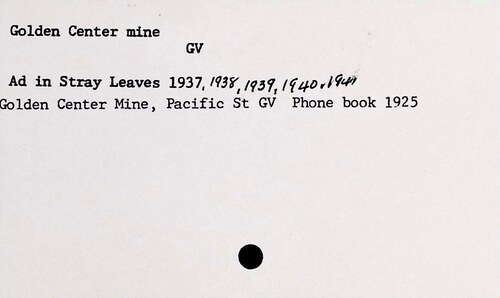 Golden Center mine
GV
Ad in Stray Leaves 1937, 1938, 1939, 1940, 1941
Golden Center Mine, Pacific St GV Phone book 1925